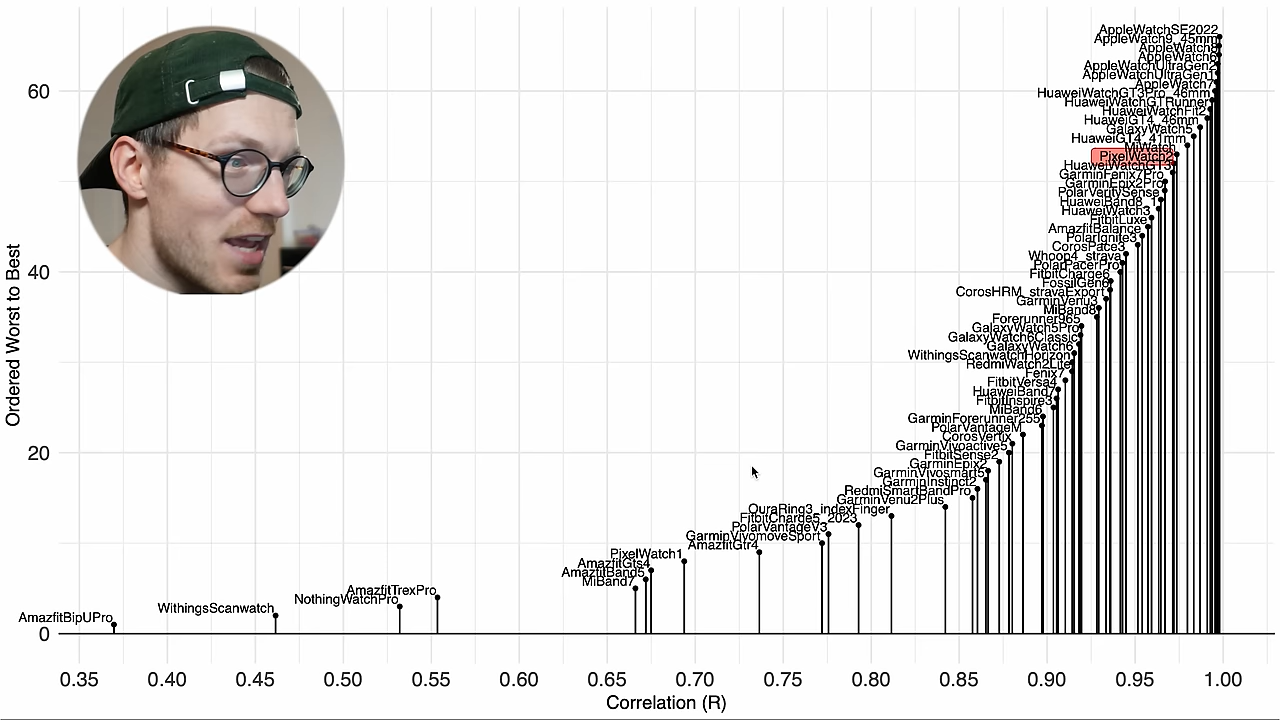 AppleWatchSE2022
AppleWatch9_45mm
AppleWatch8
AppleWatch6
AppleWatchUltraGen2
AppleWatchUltraGen1
AppleWatch7
HuaweiWatchGT3Pro_46mm
HuaweiWatchGTRunner
HuaweiWatchFit2
HuaweiGT4_46mm
GalaxyWatch5
HuaweiGT4_41mm
MiWatch
PixelWatch2
HuaweiWatchGT3
GarminFenix7Pro
GarminEpix2Pro
PolarVeritySense
HuaweiBand8_1
HuaweiWatch3
FitbitLuxe
AmazfitBalance
PolarIgnite3
CorosPace3
Whoop4_strava
PolarPacerPro
FitbitCharge6
FossilGen6
CorosHRM_stravaExport
GarminVenu3
MiBand8
Forerunner965
GalaxyWatch5Pro
GalaxyWatch6Classic
GalaxyWatch6
WithingsScanwatchHorizon
RedmiWatch2Lite
Fenix7
FitbitVersa4
HuaweiBand7
FitbitInspire3
MiBand6
GarminForerunner255
PolarVantageM
CorosVertix
GarminVivoactive5
FitbitSense2
GarminEpix2
GarminVivosmart5
GarminInstinct2
RedmiSmartBandPro
GarminVenu2Plus
OuraRing3_indexFinger
FitbitCharge5_2023
PolarVantageV3
GarminVivomoveSport
AmazfitGtr4
PixelWatch1
AmazfitGts4
AmazfitBand5
MiBand7
AmazfitTrexPro
NothingWatchPro
WithingsScanwatch
AmazfitBipUPro
60
40
20
0
Ordered Worst to Best
0.35 0.40 0.45 0.50 0.55 0.60 0.65 0.70 0.75 0.80 0.85 0.90 0.95 1.00
Correlation (R)